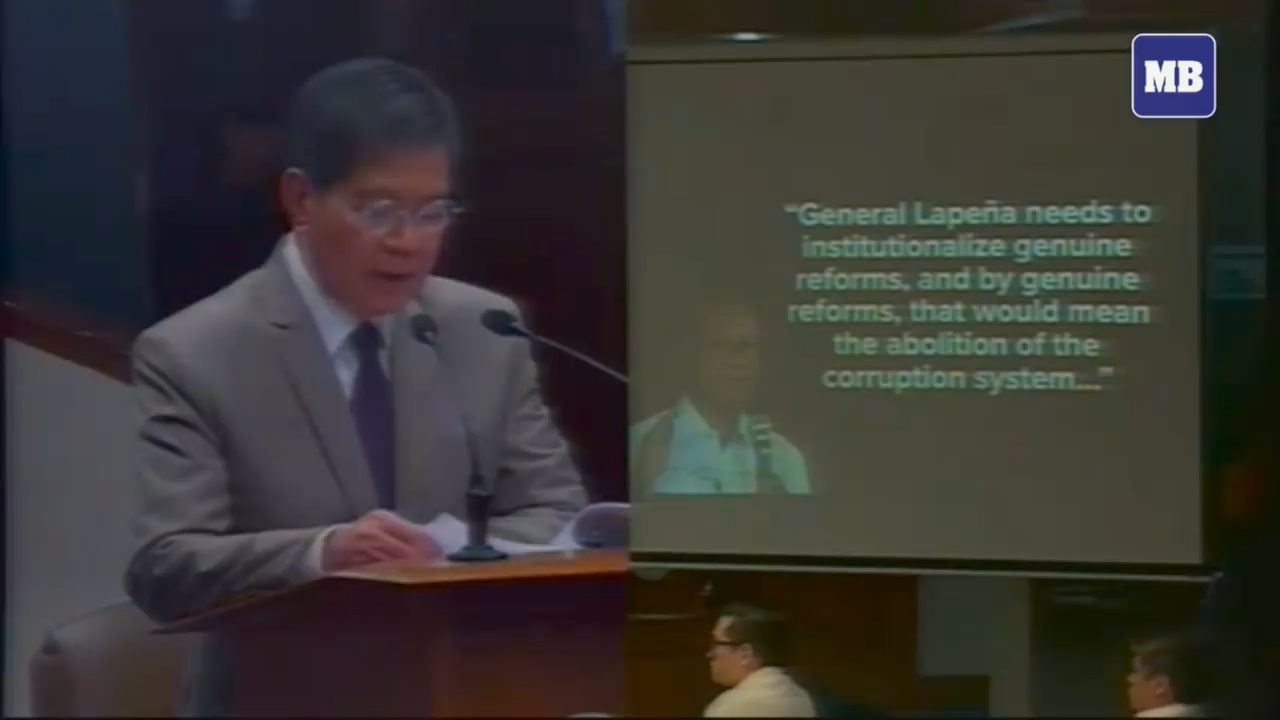 MB
“General Lapeña needs to
institutionalize genuine
reforms, and by genuine
reforms, that would mean
the abolition of the
corruption system...”